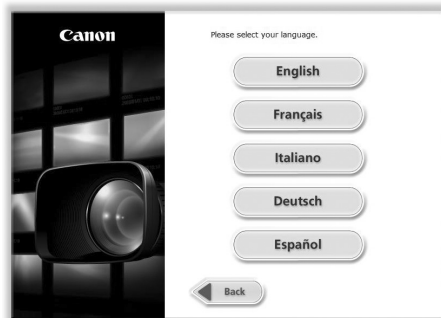 Canon
Please select your language.
English
Français
Italiano
Deutsch
Español
Back